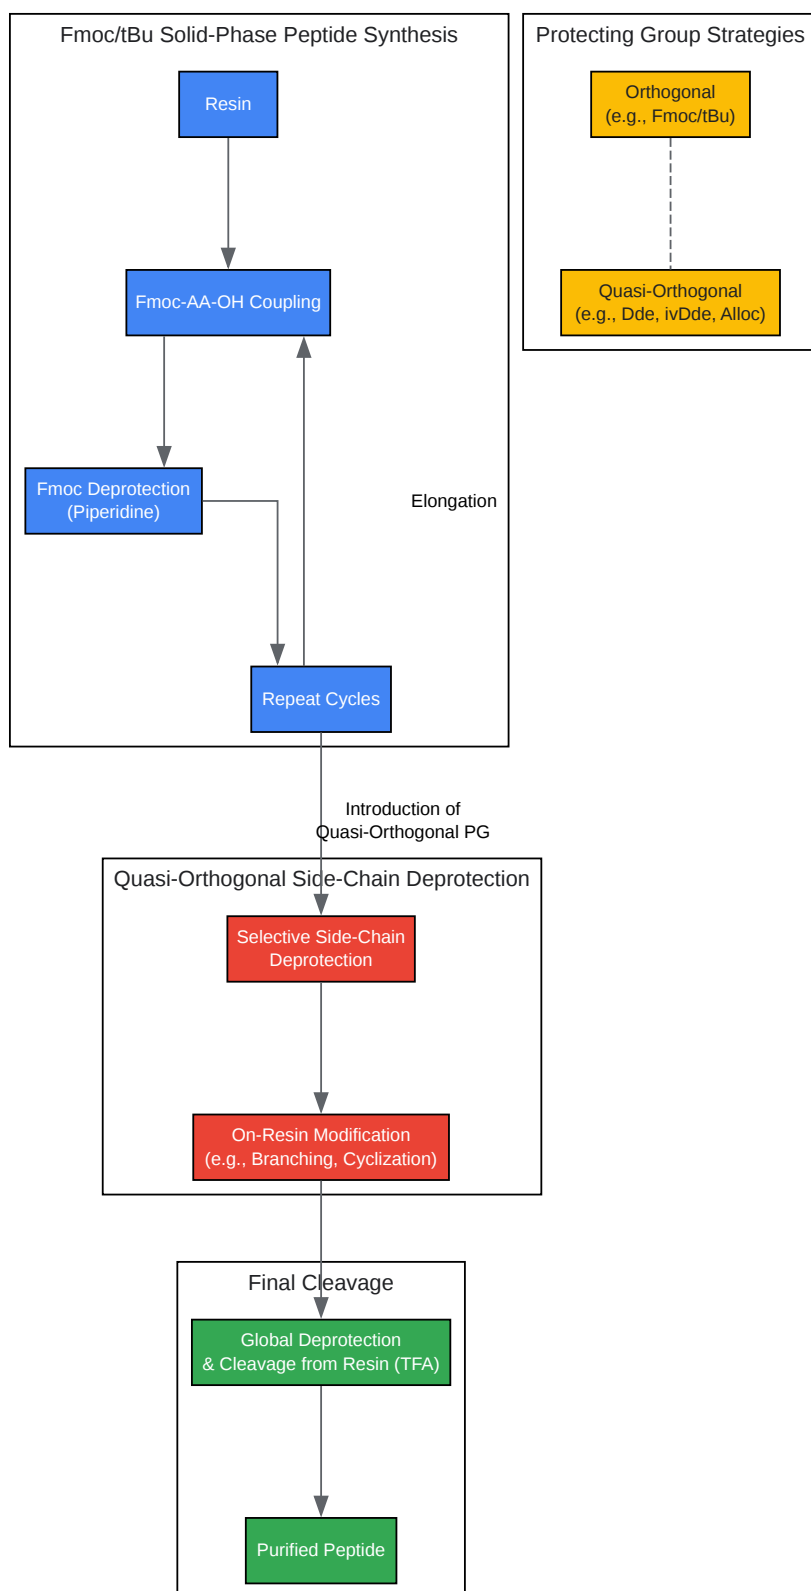 Fmoc/tBu Solid-Phase Peptide Synthesis
Resin
Fmoc-AA-OH Coupling
Fmoc Deprotection
(Piperidine)
Elongation
Repeat Cycles
Protecting Group Strategies
Orthogonal
(e.g., Fmoc/tBu)
Quasi-Orthogonal
(e.g., Dde, ivDde, Alloc)
Introduction of
Quasi-Orthogonal PG
Quasi-Orthogonal Side-Chain Deprotection
Selective Side-Chain
Deprotection
On-Resin Modification
(e.g., Branching, Cyclization)
Final Cleavage
Global Deprotection
& Cleavage from Resin (TFA)
Purified Peptide